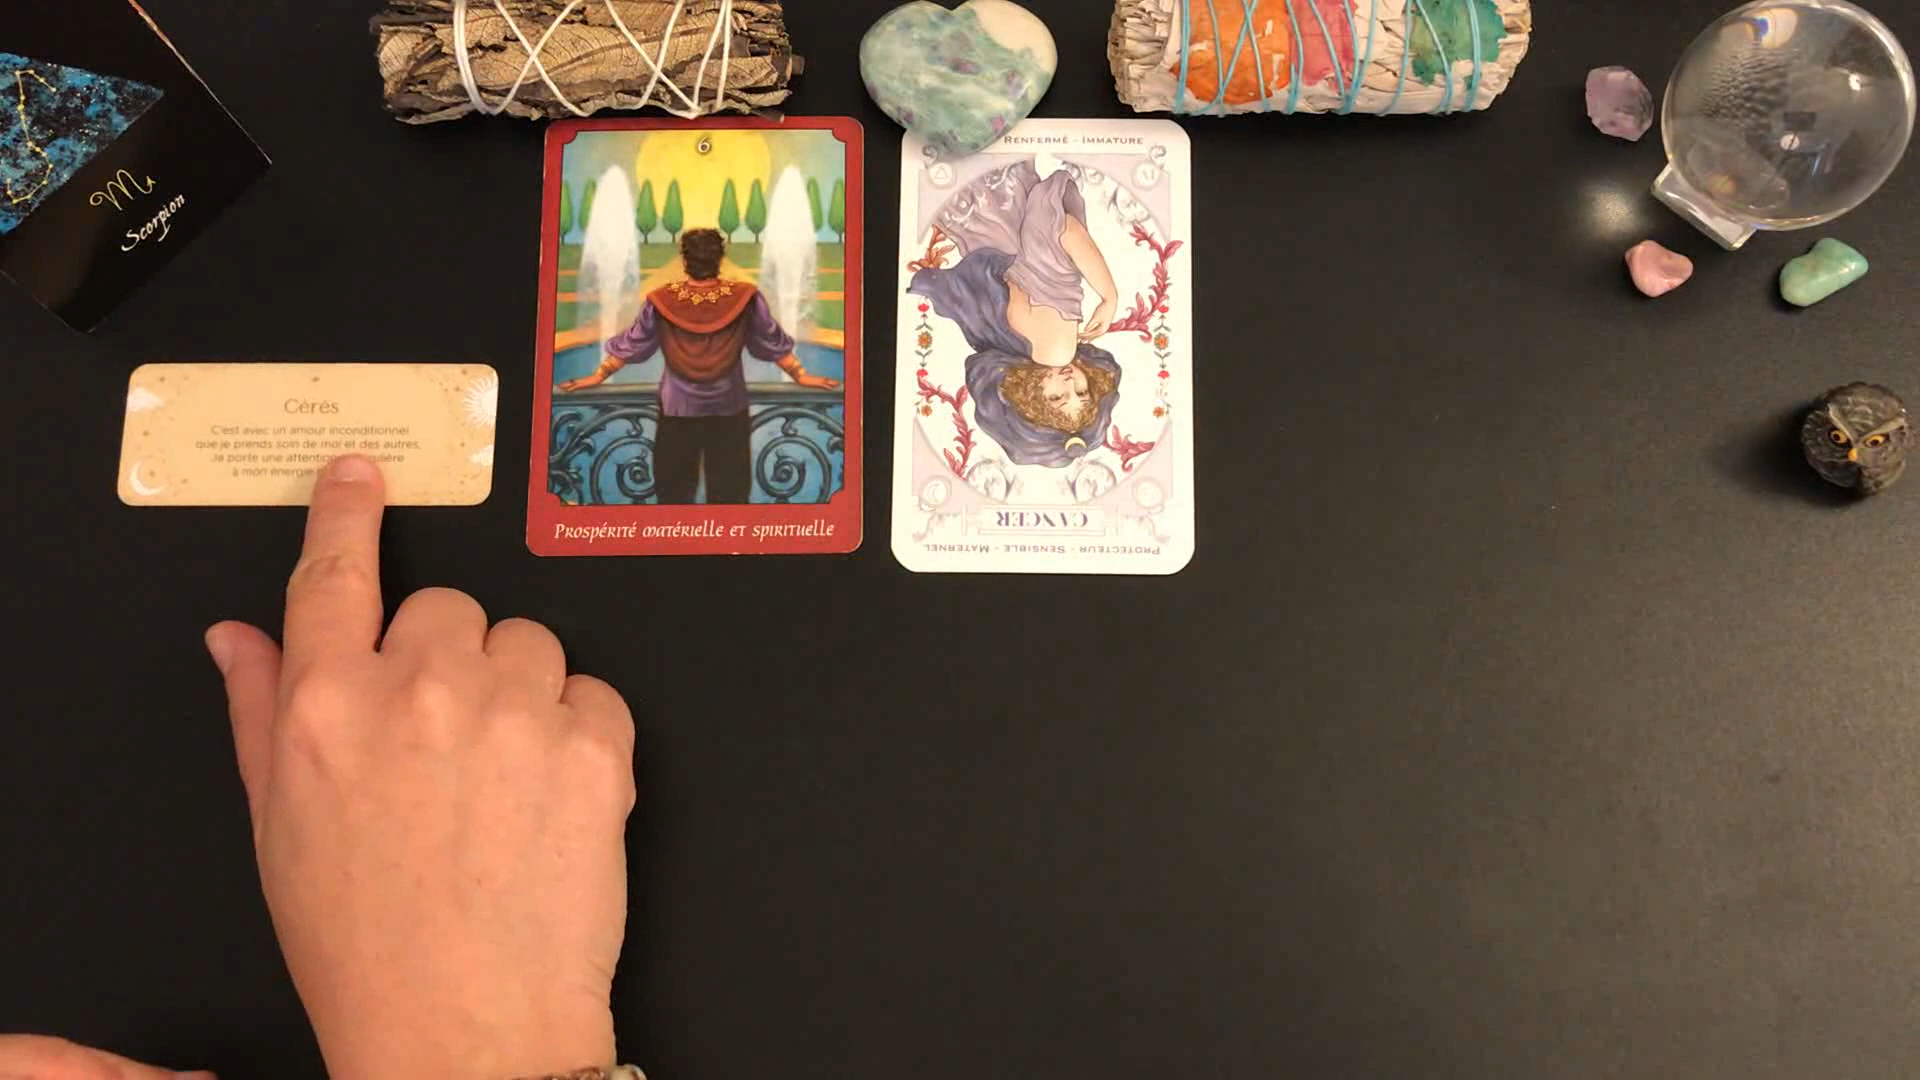 Scorpion
Cérès
C'est avec un amour inconditionnel
que je prends soin de moi et des autres.
Je porte une attention
à mon énergie
6
Prospérité matérielle et spirituelle
Renfermé - Immature
VI
CANCER
Protecteur - Sensible - Maternel